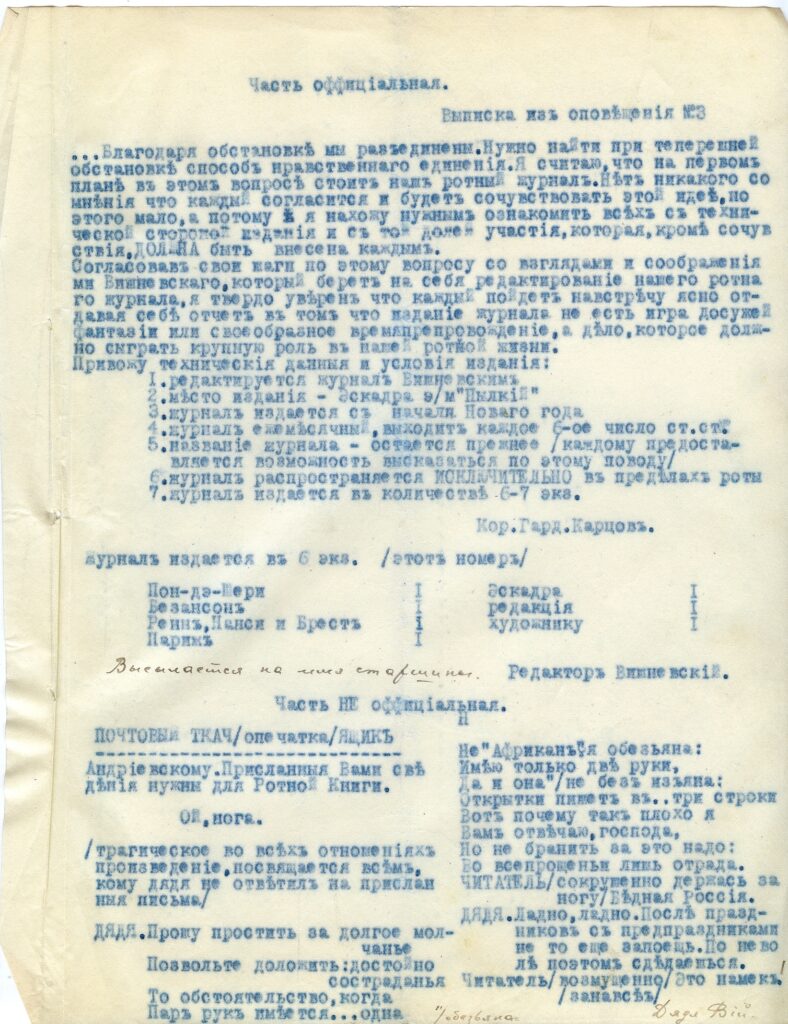 Часть оффиціальная.
Выписка изъ оповѣщенія №3
...Благодаря обстановкѣ мы разъединены.Нужно найти при теперешней
обстановкѣ способъ нравственнаго единенія.Я считаю,что на первомъ
планѣ въ этомъ вопросѣ стоитъ нашъ ротный журналъ.Нѣтъ никакого со
мнѣнія что каждый согласится и будетъ сочувствовать этой идеѣ,но
этого мало,а потому я нахожу нужнымъ ознакомить всѣхъ съ техни-
ческой стороной изданія и съ той долей участія,которая,кромѣ сочув
ствія,ДОЛЖНА быть внесена каждымъ.
Согласовавъ свои шаги по этому вопросу со взглядами и соображенія
ми Вишневскаго,который беретъ на себя редактированіе нашего ротна
го журнала,я твердо увѣренъ что каждый пойдетъ навстрѣчу ясно от-
давая себѣ отчетъ въ томъ что изданіе журнала не есть игра досужей
фантазіи или своеобразное времяпрепровожденіе,а дѣло,которое долж-
но сыграть крупную роль въ нашей ротной жизни.
Привожу техническія данныя и условія изданія:
I.редактируется журналъ Вишневскимъ
2.мѣсто изданія - Эскадра э/м"Пылкій"
3.журналъ издается съ начала Новаго года
4.журналъ ежемѣсячный,выходитъ каждое 6-ое число ст.ст.
5.названіе журнала - остается прежнее /каждому предоста-
вляется возможность высказаться по этому поводу/
6.журналъ распространяется ИСКЛЮЧИТЕЛЬНО въ предѣлахъ роты
7.журналъ издается въ количествѣ 6-7 экз.
Кор.Гард.Карцовъ.
журналъ издается въ 6 экз. /этотъ номеръ/
Пон-дэ-Шери I Эскадра I
Безансонъ I редакція I
Реннъ,Нанси и Брестъ 1 художнику I
Парижъ I
Высылается на имя старшины. Редакторъ Вишневскій.
Часть НЕ оффиціальная.
ПОЧТОВЫЙ ТКАЧ/опечатка/ЯЩИКЪ
Андріевскому.Присланныя Вами свѣ
дѣнія нужны для Ротной Книги.
Ой,нога.
/трагическое во всѣхъ отношеніяхъ
произведеніе,посвящается всѣмъ,
кому дядя не отвѣтилъ на прислан
ныя письма/
ДЯДЯ.Прошу простить за долгое мол-
чанье
Позвольте доложить:достойно
состраданья
То обстоятельство,когда
Паръ рукъ имѣется...одна
Н
Не"Африканъ"я обезьяна:
Имѣю только двѣ руки,
Да и она"/не безъ изъяна:
Открытки пишетъ въ..три строки
Вотъ почему такъ плохо я
Вамъ отвѣчаю,господа,
Но не бранить за это надо:
Во всепрощеньи лишь отрада.
ЧИТАТЕЛЬ/сокрушенно держась за
ногу/Бѣдная Россія.
ДЯДЯ.Ладно,ладно.Послѣ празд-
никовъ съ предпраздниками
не то еще запоешь.По нево
лѣ поэтомъ сдѣлаешься.
Читатель/возмущенно/Это намекъ!
/занавсѣъ/
"/обезьяна. Дядя Вій.